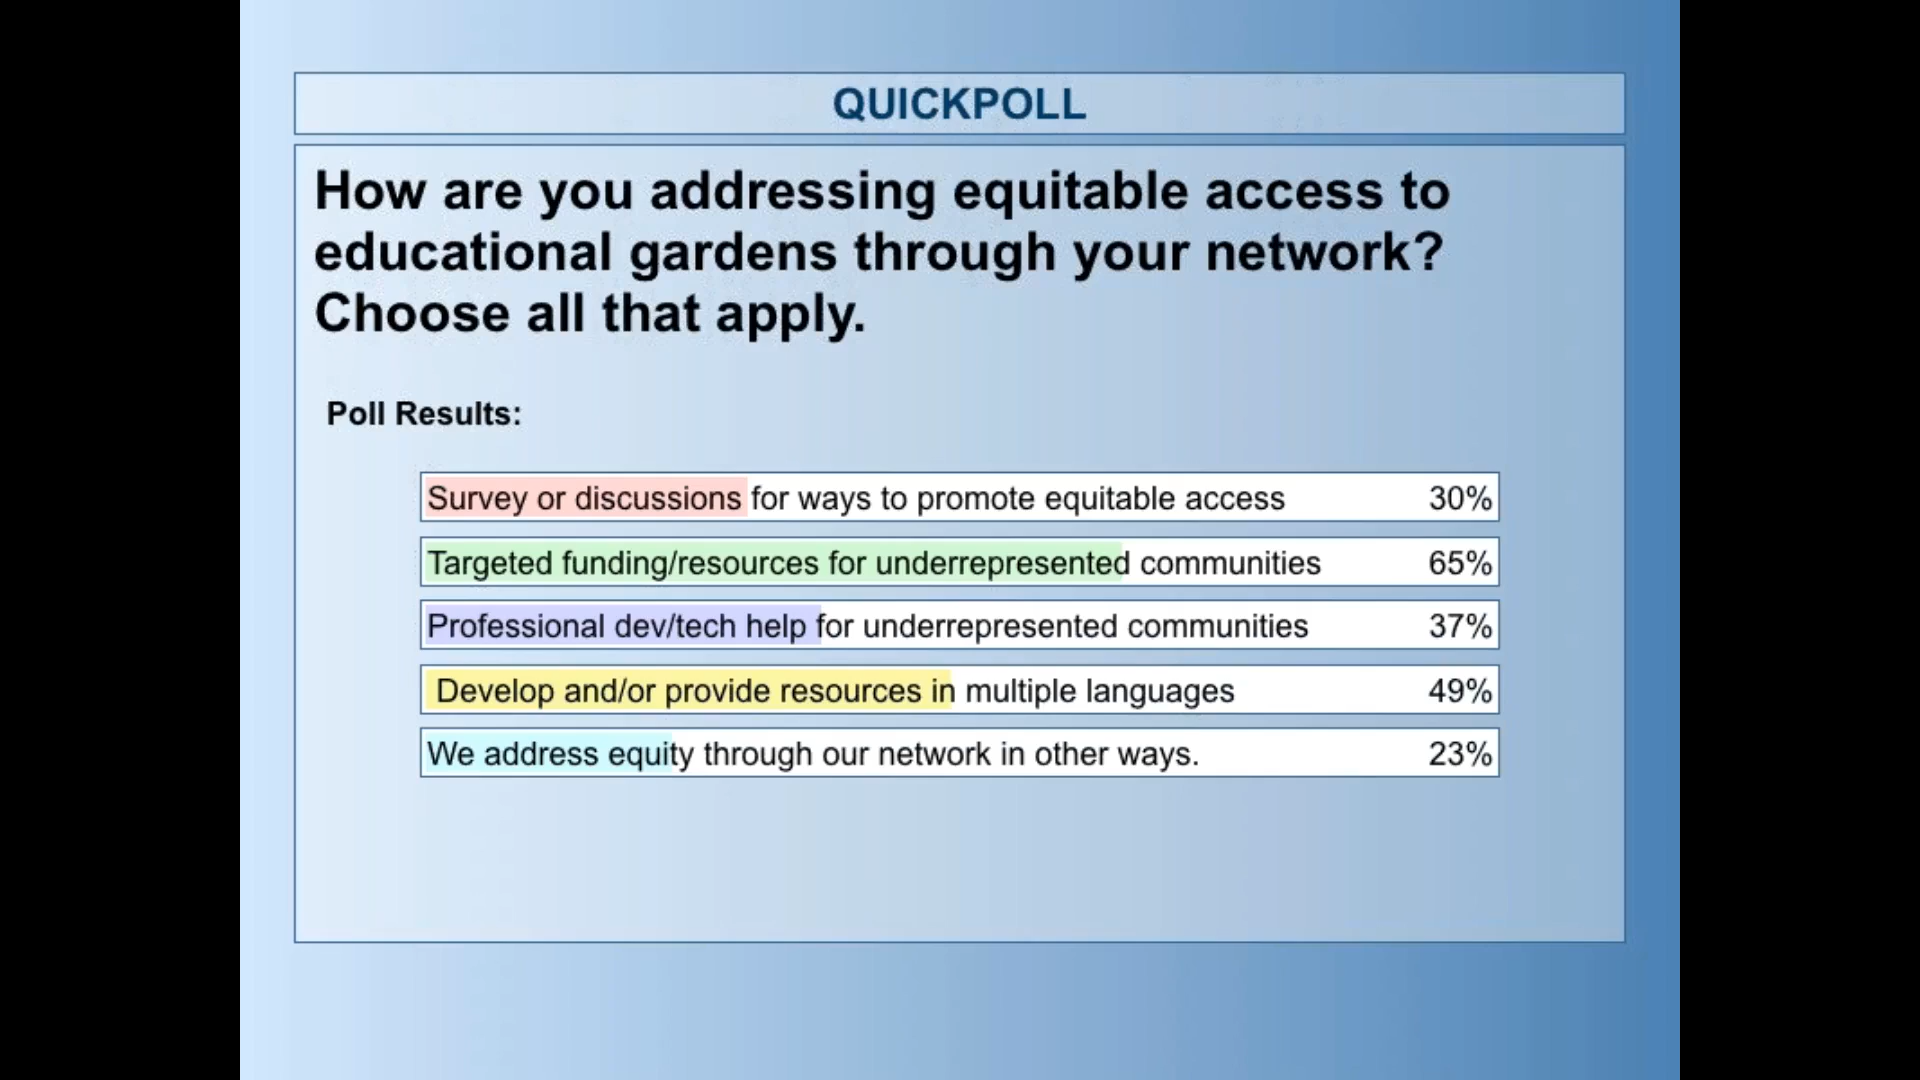 QUICKPOLL
How are you addressing equitable access to
educational gardens through your network?
Choose all that apply.
Poll Results:
Survey or discussions for ways to promote equitable access 30%
Targeted funding/resources for underrepresented communities 65%
Professional dev/tech help for underrepresented communities 37%
Develop and/or provide resources in multiple languages 49%
We address equity through our network in other ways. 23%